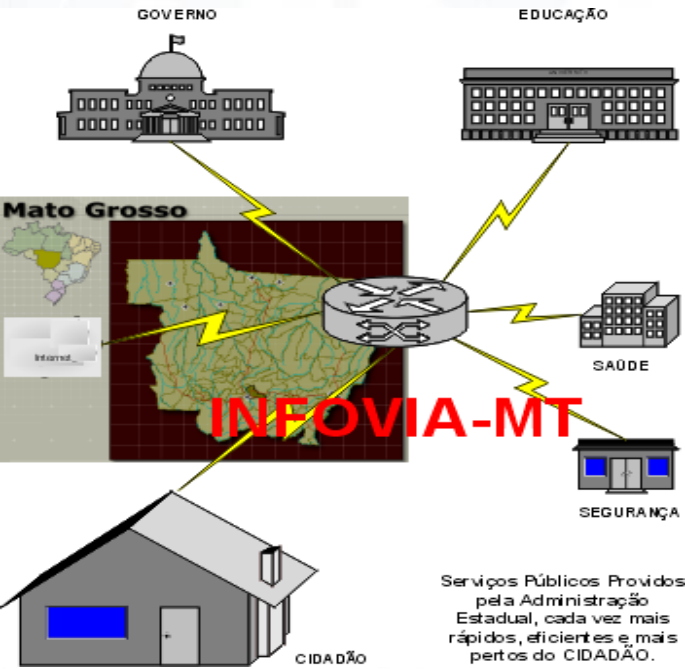 GOVERNO
EDUCAÇÃO
Mato Grosso
Internet
SAÚDE
INFOVIA-MT
SEGURANÇA
CIDADÃO
Serviços Públicos Providos
pela Administração
Estadual, cada vez mais
rápidos, eficientes e mais
pertos do CIDADÃO.